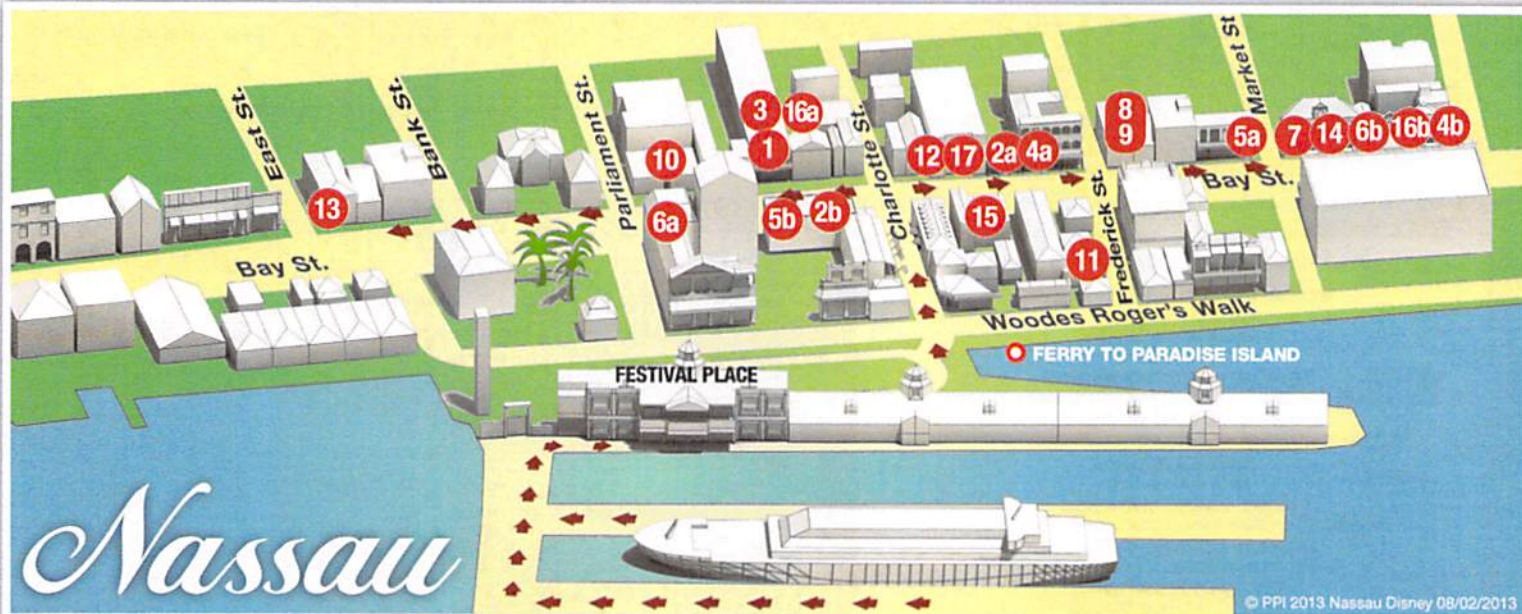 East St.
Bank St.
Parliament St.
Charlotte St.
Market St
3
16a
8
9
10
1
12
17
2a
4a
5a
7
14
6b
16b
4b
13
6a
5b
2b
15
11
Frederick St.
Bay St.
Bay St.
Woodes Roger's Walk
FERRY TO PARADISE ISLAND
FESTIVAL PLACE
Nassau
© PPI 2013 Nassau Disney 08/02/2013